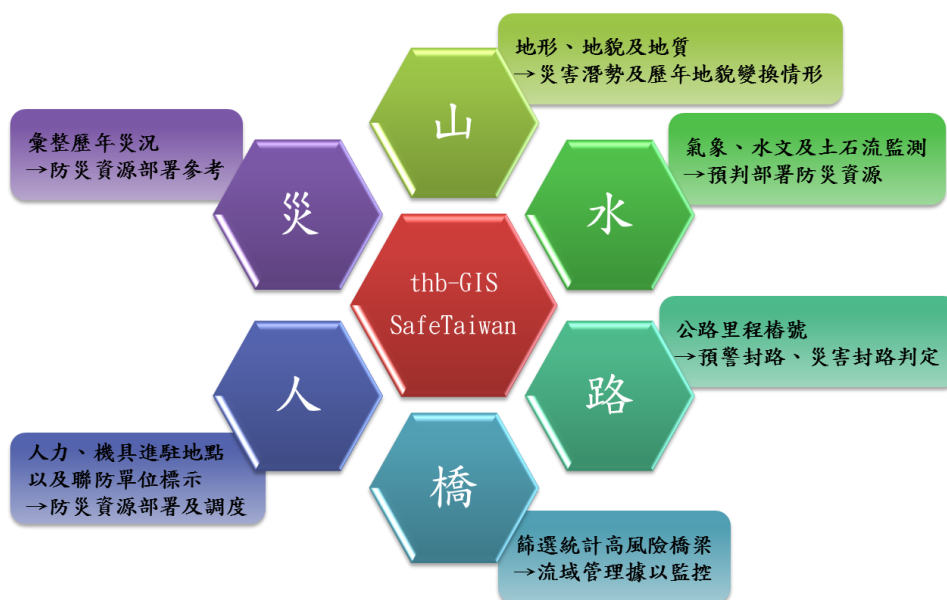 地形、地貌及地質
→災害潛勢及歷年地貌變換情形
山
彙整歷年災況
→防災資源部署參考
災
氣象、水文及土石流監測
→預判部署防災資源
水
thb-GIS
SafeTaiwan
公路里程樁號
→預警封路、災害封路判定
路
人
人力、機具進駐地點
以及聯防單位標示
→防災資源部署及調度
橋
篩選統計高風險橋梁
→流域管理據以監控